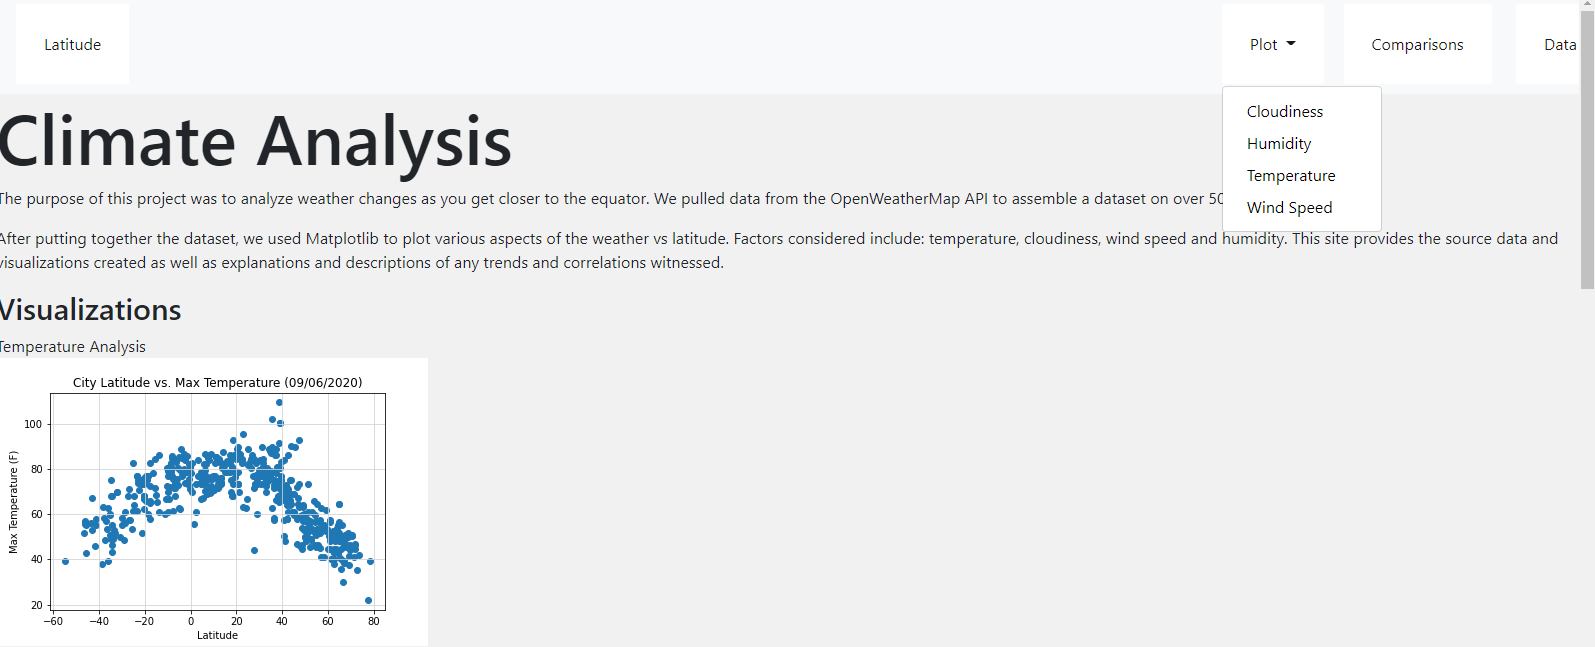 Latitude
Plot
Comparisons
Data
Cloudiness
Humidity
Temperature
Wind Speed
Climate Analysis
The purpose of this project was to analyze weather changes as you get closer to the equator. We pulled data from the OpenWeatherMap API to assemble a dataset on over 50
After putting together the dataset, we used Matplotlib to plot various aspects of the weather vs latitude. Factors considered include: temperature, cloudiness, wind speed and humidity. This site provides the source data and
visualizations created as well as explanations and descriptions of any trends and correlations witnessed.
Visualizations
Temperature Analysis
City Latitude vs. Max Temperature (09/06/2020)
Max Temperature (F)
100
80
60
40
20
−60 −40 −20 0 20 40 60 80
Latitude